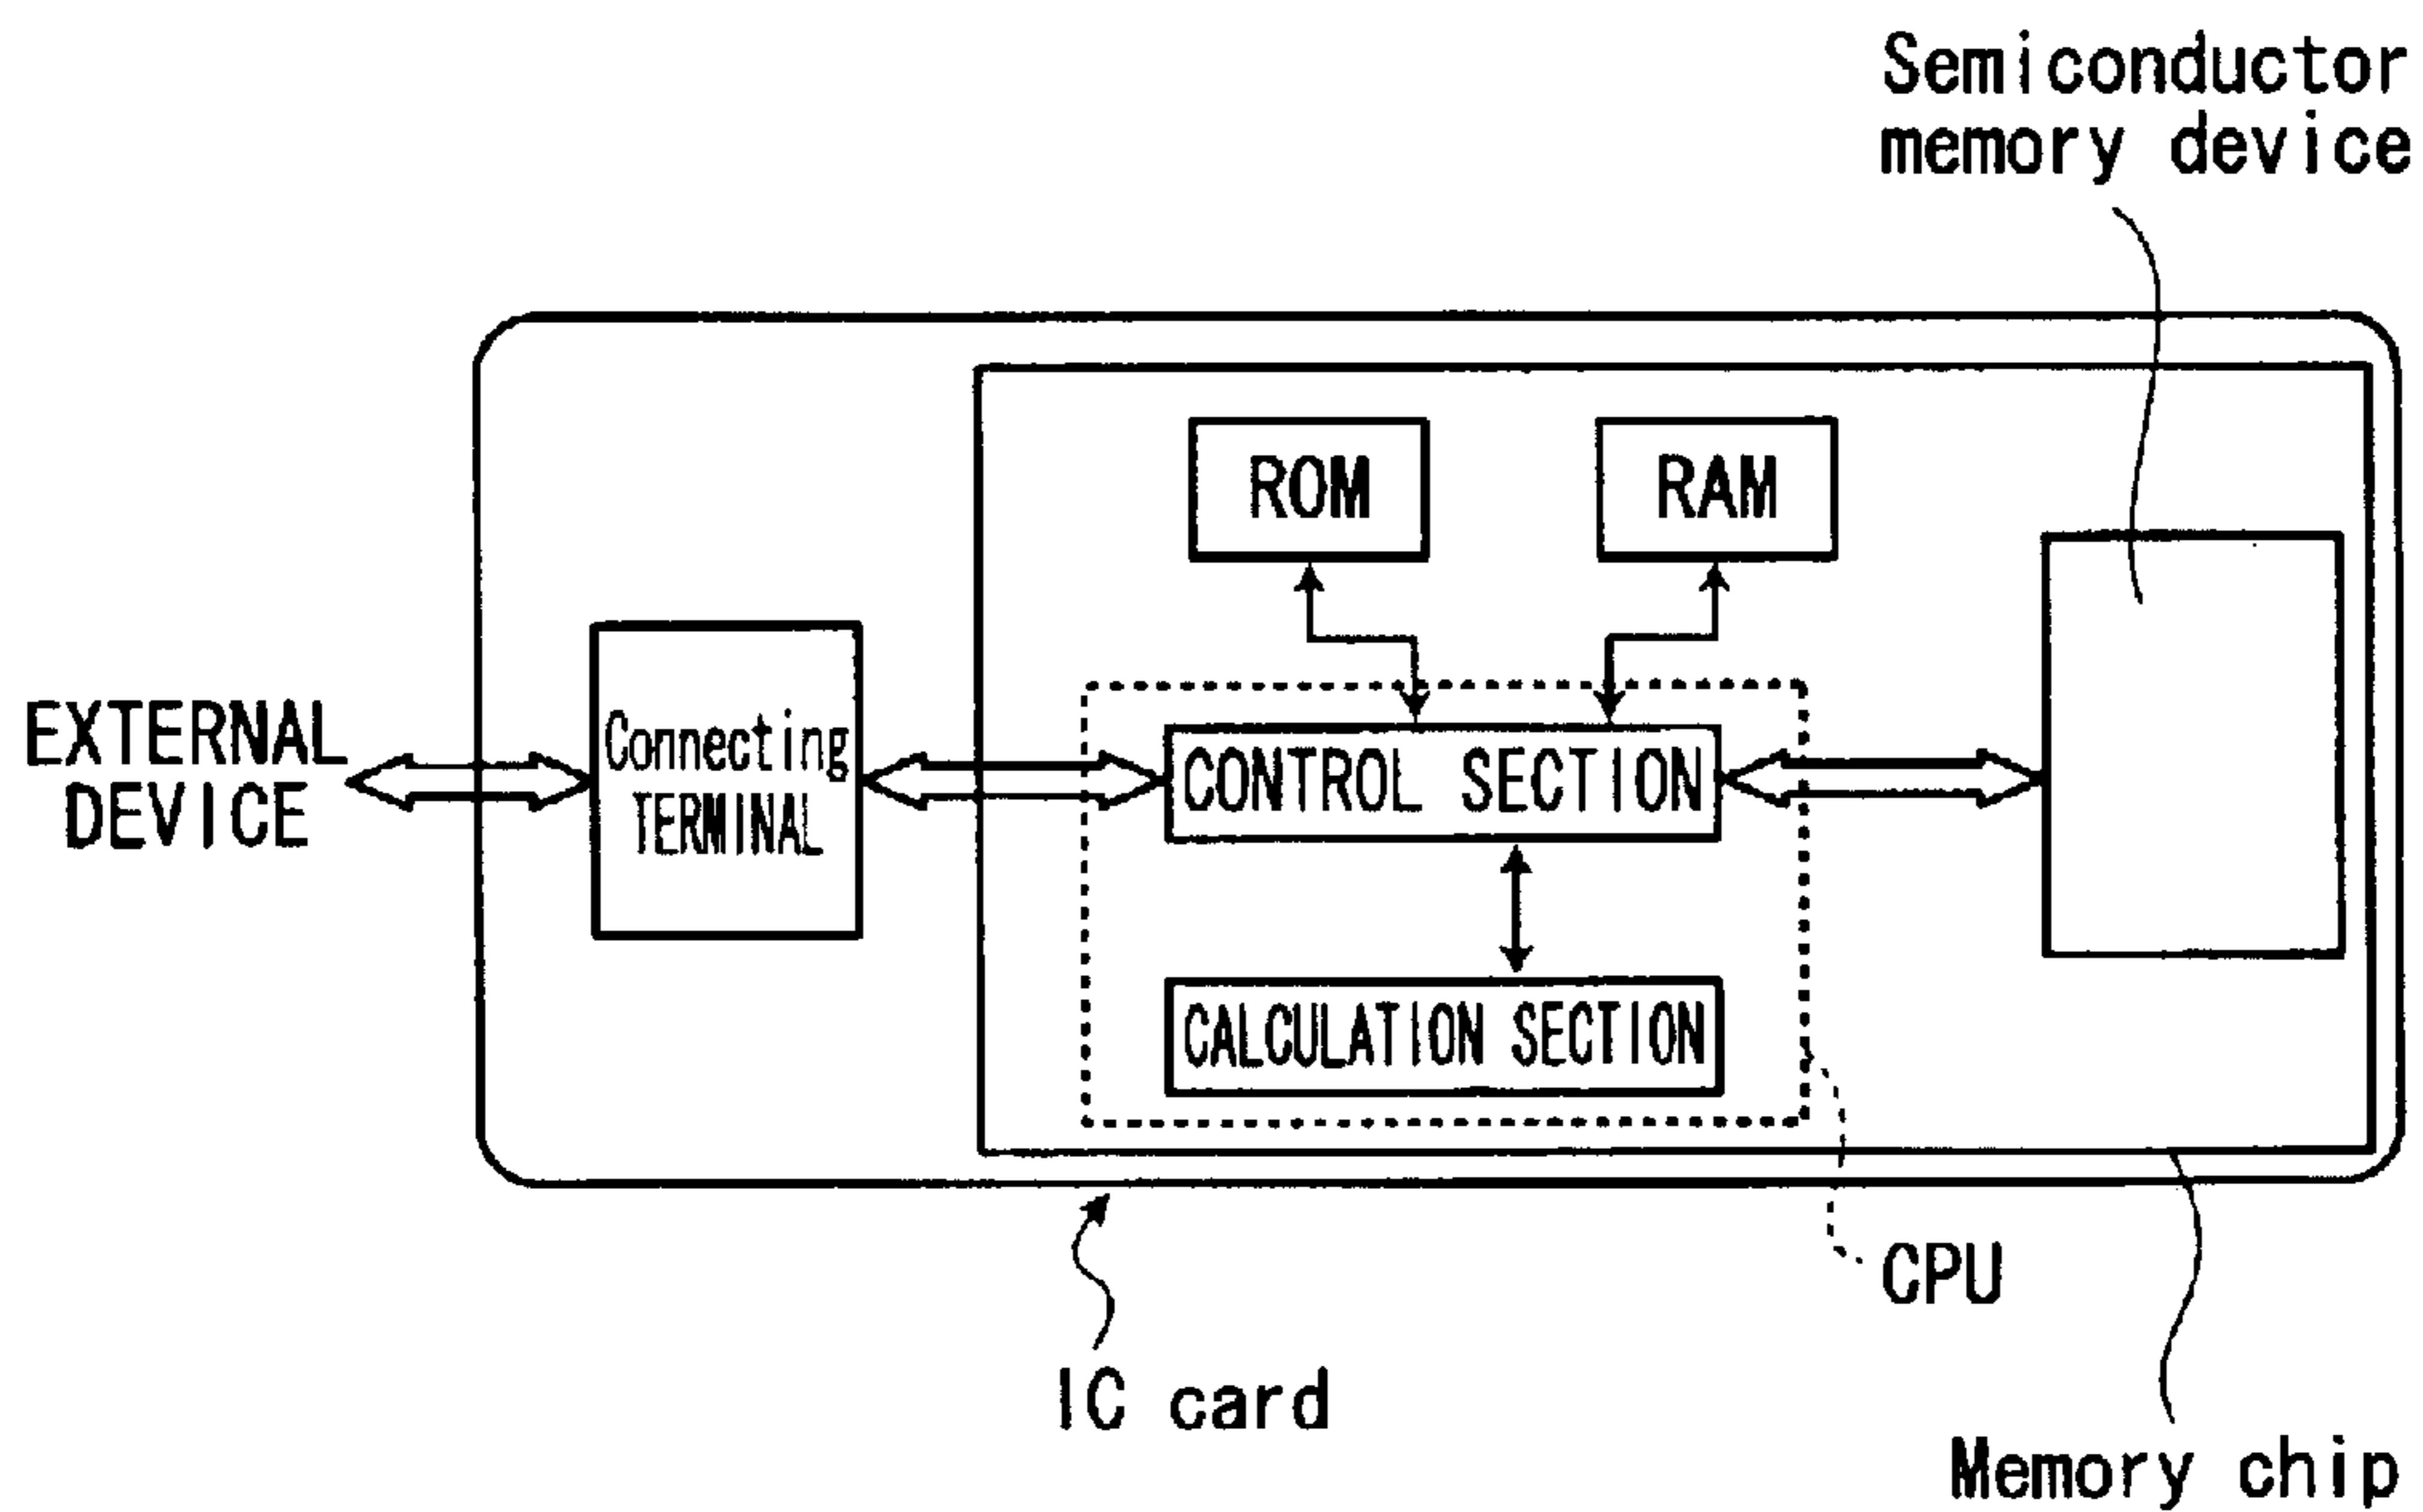 Semiconductor
memory device
ROM
RAM
EXTERNAL
DEVICE
Connecting
TERMINAL
CONTROL SECTION
CALCULATION SECTION
CPU
IC card
Memory chip